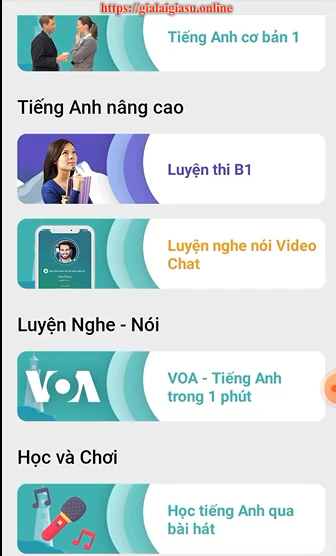 https://gialaigiasu.online
Tiếng Anh cơ bản 1
Tiếng Anh nâng cao
Luyện thi B1
Luyện nghe nói Video
Chat
Luyện Nghe - Nói
VOA
VOA - Tiếng Anh
trong 1 phút
Học và Chơi
Học tiếng Anh qua
bài hát